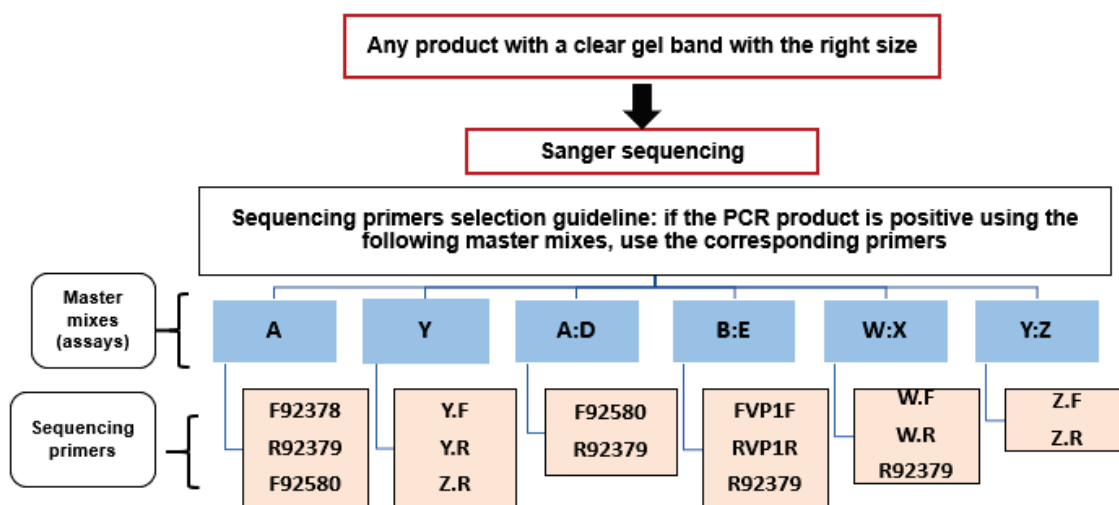 Any product with a clear gel band with the right size
Sanger sequencing
Sequencing primers selection guideline: if the PCR product is positive using the
following master mixes, use the corresponding primers
Master
mixes
(assays)
A
Y
A:D
B:E
W:X
Y:Z
Sequencing
primers
F92378
R92379
F92580
Y.F
Y.R
Z.R
F92580
R92379
FVP1F
RVP1R
R92379
W.F
W.R
R92379
Z.F
Z.R